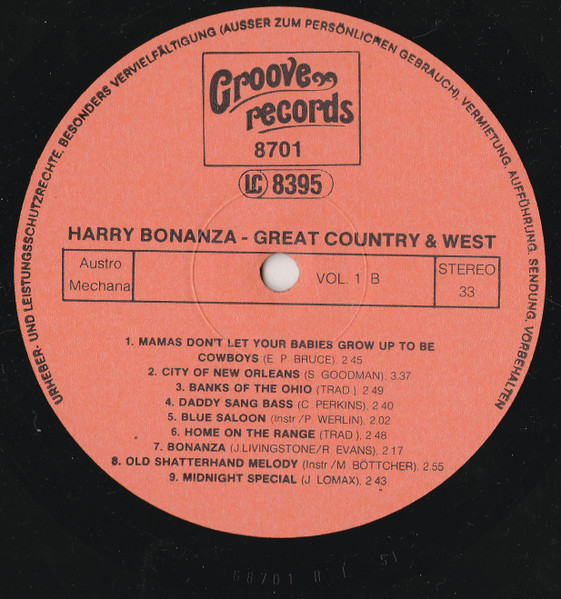 URHEBER- UND LEISTUNGSSCHUTZRECHTE, BESONDERS VERVIELFÄLTIGUNG (AUSSER ZUM PERSÖNLICHEN GEBRAUCH), VERMIETUNG, AUFFÜHRUNG, SENDUNG, VORBEHALTEN
Groove
records
8701
LC 8395
HARRY BONANZA - GREAT COUNTRY & WEST
Austro
Mechana
VOL. 1 B
STEREO
33
1. MAMAS DON'T LET YOUR BABIES GROW UP TO BE
COWBOYS (E P BRUCE). 2 45
2. CITY OF NEW ORLEANS (S GOODMAN). 3.37
3. BANKS OF THE OHIO (TRAD ). 2 49
4. DADDY SANG BASS (C PERKINS), 2 40
5. BLUE SALOON (Instr /P WERLIN), 2.02
6. HOME ON THE RANGE (TRAD ), 2 48
7. BONANZA (J.LIVINGSTONE/R EVANS), 2 17
8. OLD SHATTERHAND MELODY (Instr /M BÖTTCHER), 2 55
9. MIDNIGHT SPECIAL (J LOMAX), 2 43